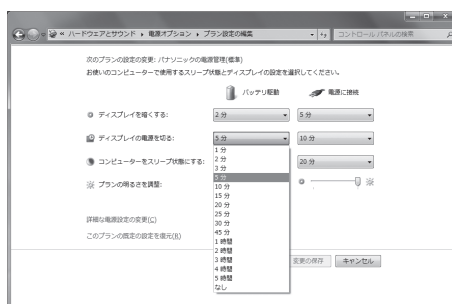 « ハードウェアとサウンド ▸ 電源オプション ▸ プラン設定の編集
コントロール パネルの検索
次のプランの設定の変更: パナソニックの電源管理(標準)
お使いのコンピューターで使用するスリープ状態とディスプレイの設定を選択してください。
バッテリ駆動 電源に接続
ディスプレイを暗くする: 2 分 5 分
ディスプレイの電源を切る: 5 分 10 分
コンピューターをスリープ状態にする: 20 分
プランの明るさを調整:
1 分
2 分
3 分
5 分
10 分
15 分
20 分
25 分
30 分
45 分
1 時間
2 時間
3 時間
4 時間
5 時間
なし
詳細な電源設定の変更(C)
このプランの既定の設定を復元(R)
変更の保存 キャンセル